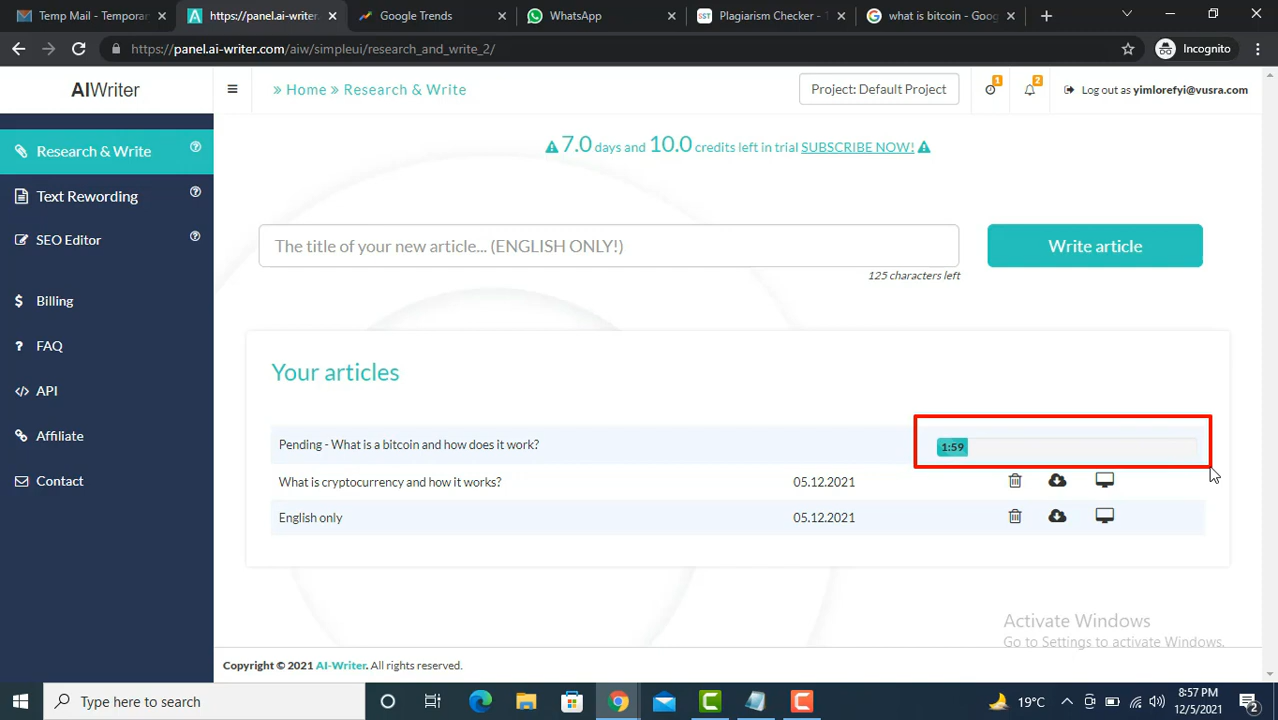 Temp Mail - Temporar
https://panel.ai-writer.
Google Trends
WhatsApp
Plagiarism Checker - 1
what is bitcoin - Goog
https://panel.ai-writer.com/aiw/simpleui/research_and_write_2/
Incognito
AIWriter
» Home » Research & Write
Project: Default Project
1
2
Log out as yimlorefyi@vusra.com
Research & Write
Text Rewording
SEO Editor
Billing
FAQ
API
Affiliate
Contact
7.0 days and 10.0 credits left in trial SUBSCRIBE NOW!
The title of your new article... (ENGLISH ONLY!)
Write article
125 characters left
Your articles
Pending - What is a bitcoin and how does it work?
1:59
What is cryptocurrency and how it works?
05.12.2021
English only
05.12.2021
Activate Windows
Go to Settings to activate Windows.
Copyright © 2021 AI-Writer. All rights reserved.
Type here to search
19°C
8:57 PM
12/5/2021
2